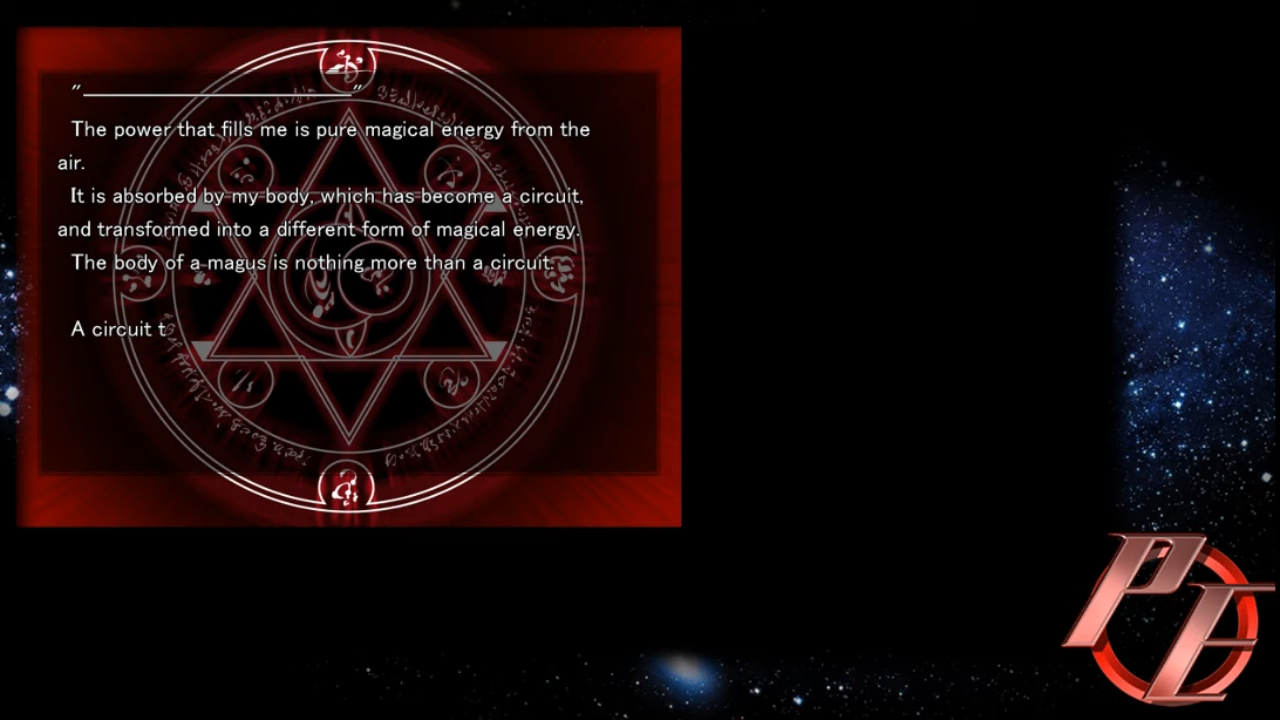 "____________________"
The power that fills me is pure magical energy from the
air.
It is absorbed by my body, which has become a circuit,
and transformed into a different form of magical energy.
The body of a magus is nothing more than a circuit.
A circuit t
PE